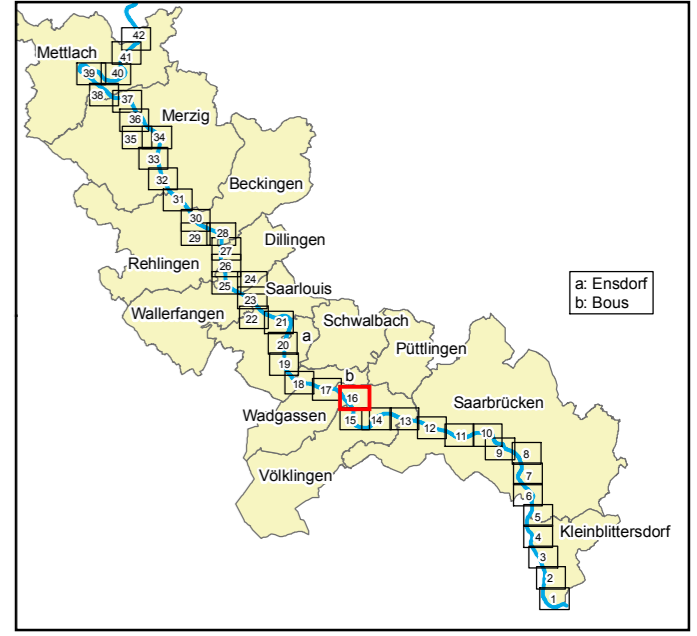 42
Mettlach
41
39
40
38
37
36
Merzig
35
34
33
32
Beckingen
31
30
28
29
Dillingen
27
Rehlingen
26
24
25
Saarlouis
23
a: Ensdorf
b: Bous
Wallerfangen
22
21
Schwalbach
a
20
Püttlingen
19
b
18
17
16
Saarbrücken
Wadgassen
15
14
13
12
11
10
9
8
Völklingen
7
6
5
Kleinblittersdorf
4
3
2
1